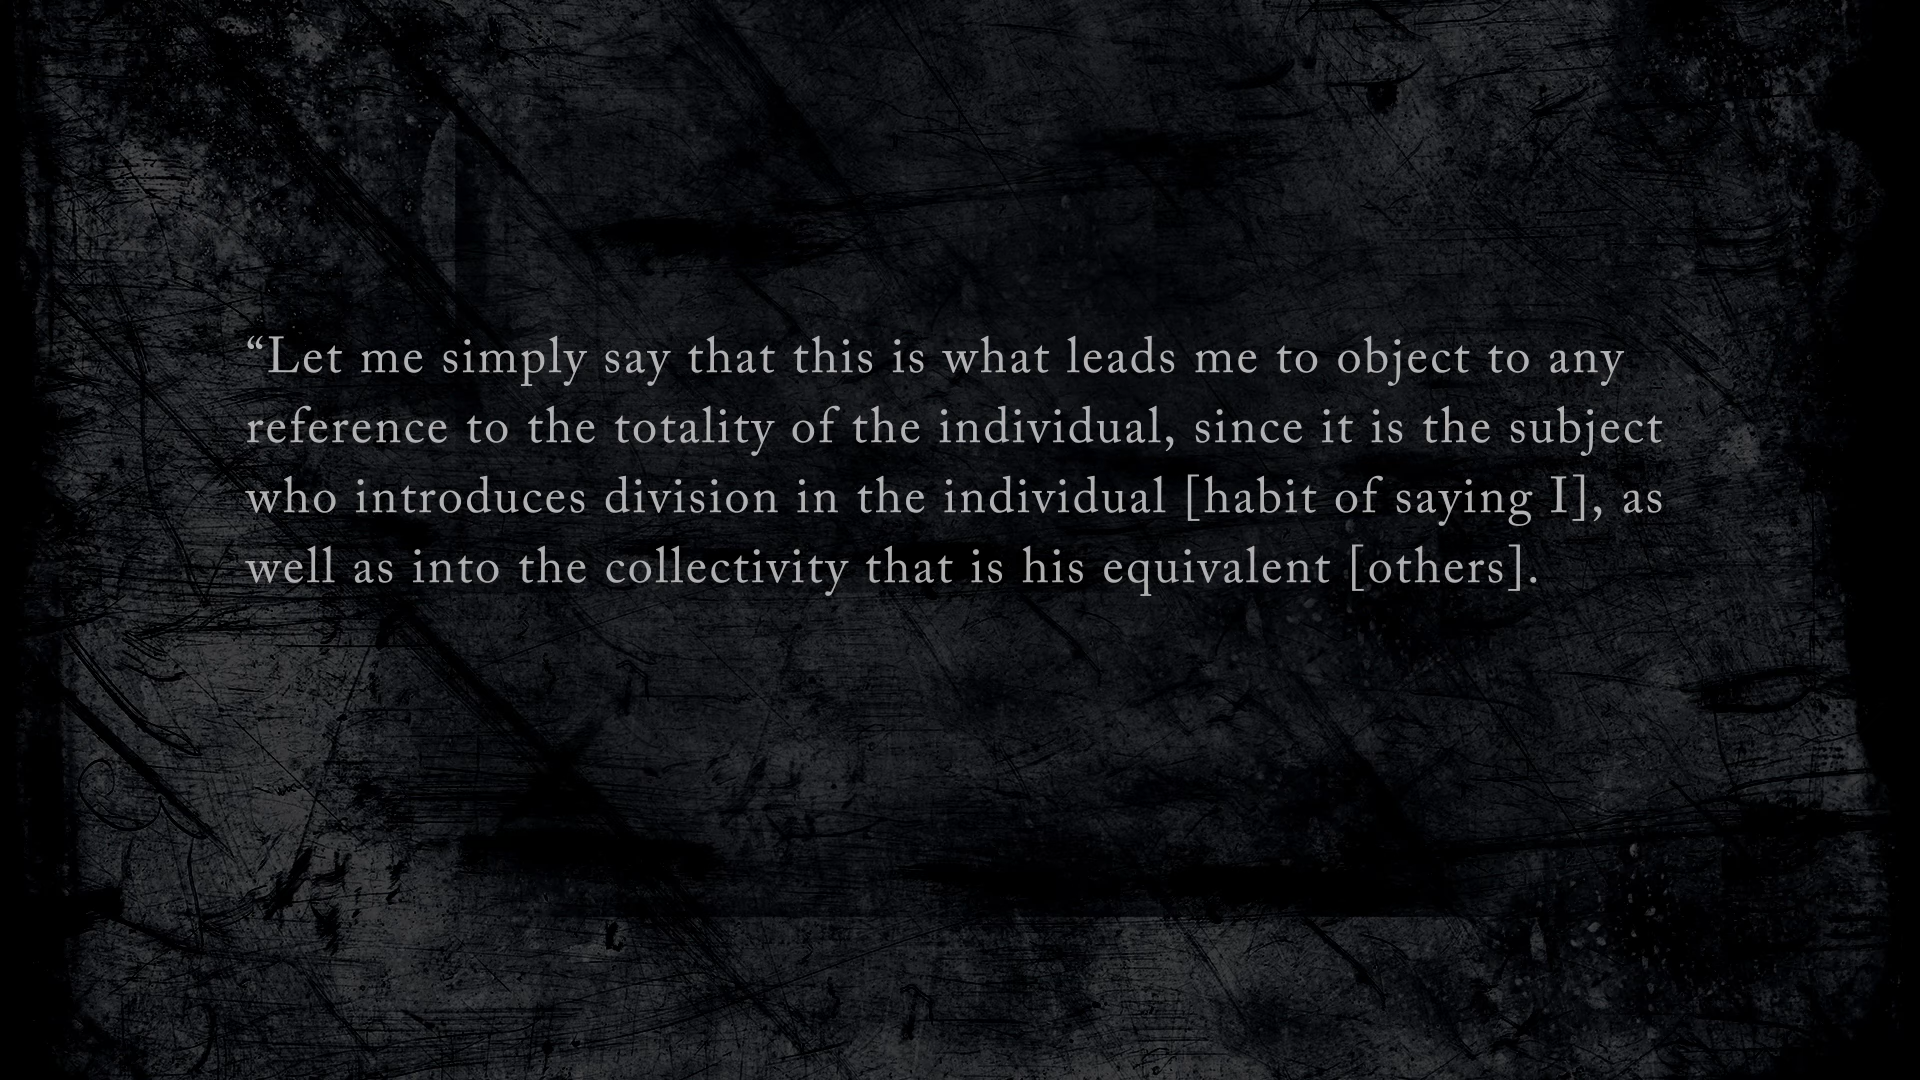 “Let me simply say that this is what leads me to object to any
reference to the totality of the individual, since it is the subject
who introduces division in the individual [habit of saying I], as
well as into the collectivity that is his equivalent [others].